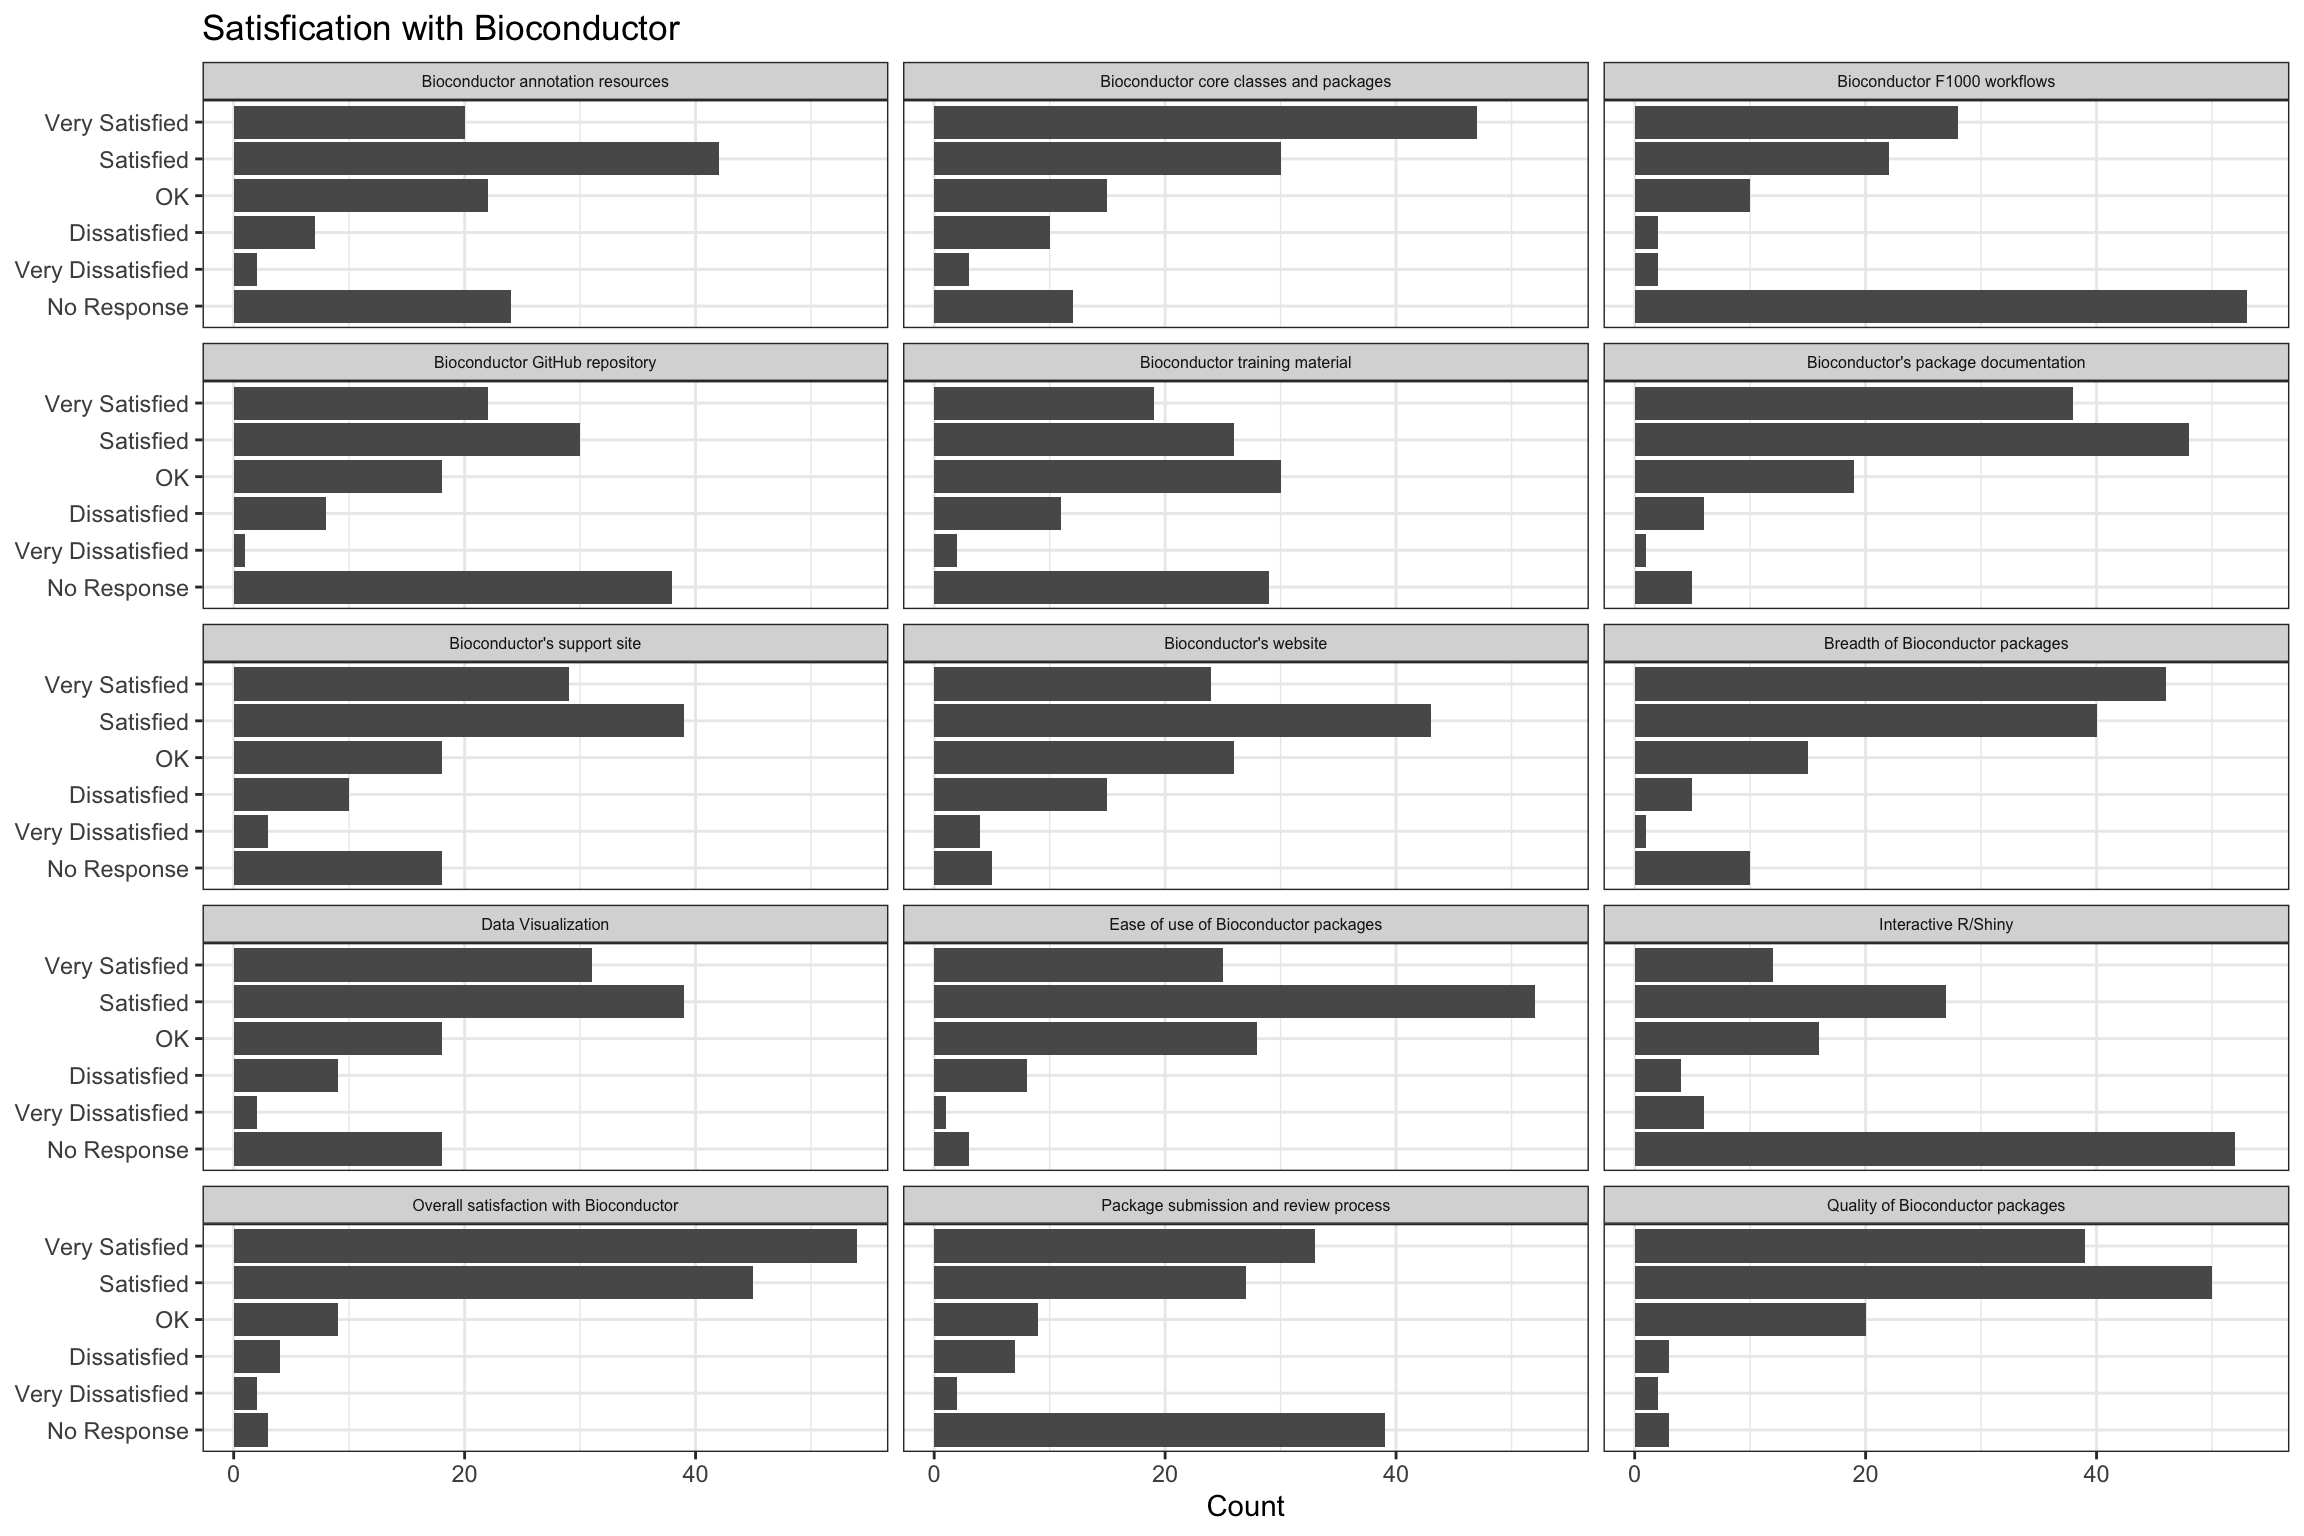 Satisfication with Bioconductor
Bioconductor annotation resources
Bioconductor core classes and packages
Bioconductor F1000 workflows
Very Satisfied
Satisfied
OK
Dissatisfied
Very Dissatisfied
No Response
Bioconductor GitHub repository
Bioconductor training material
Bioconductor's package documentation
Very Satisfied
Satisfied
OK
Dissatisfied
Very Dissatisfied
No Response
Bioconductor's support site
Bioconductor's website
Breadth of Bioconductor packages
Very Satisfied
Satisfied
OK
Dissatisfied
Very Dissatisfied
No Response
Data Visualization
Ease of use of Bioconductor packages
Interactive R/Shiny
Very Satisfied
Satisfied
OK
Dissatisfied
Very Dissatisfied
No Response
Overall satisfaction with Bioconductor
Package submission and review process
Quality of Bioconductor packages
Very Satisfied
Satisfied
OK
Dissatisfied
Very Dissatisfied
No Response
0 20 40 0 20 40 0 20 40
Count